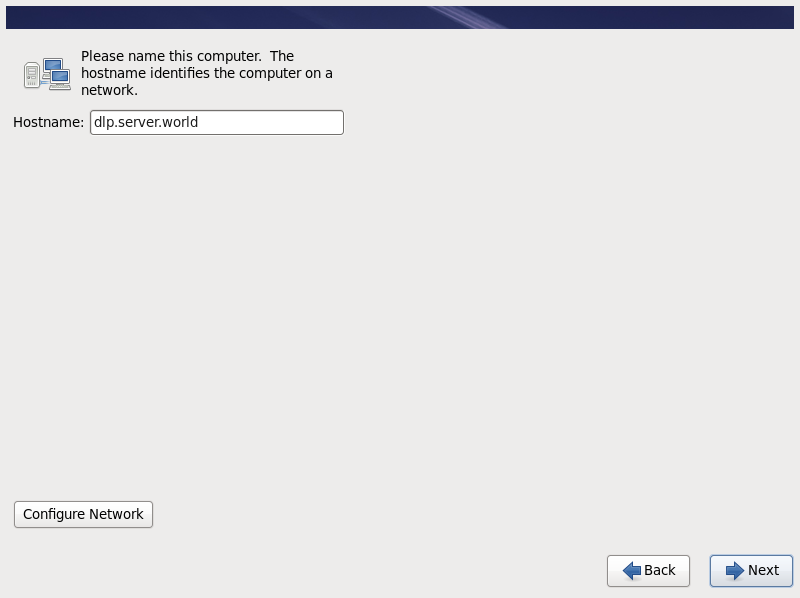 Please name this computer.  The
hostname identifies the computer on a
network.
Hostname: dlp.server.world
Configure Network
Back
Next